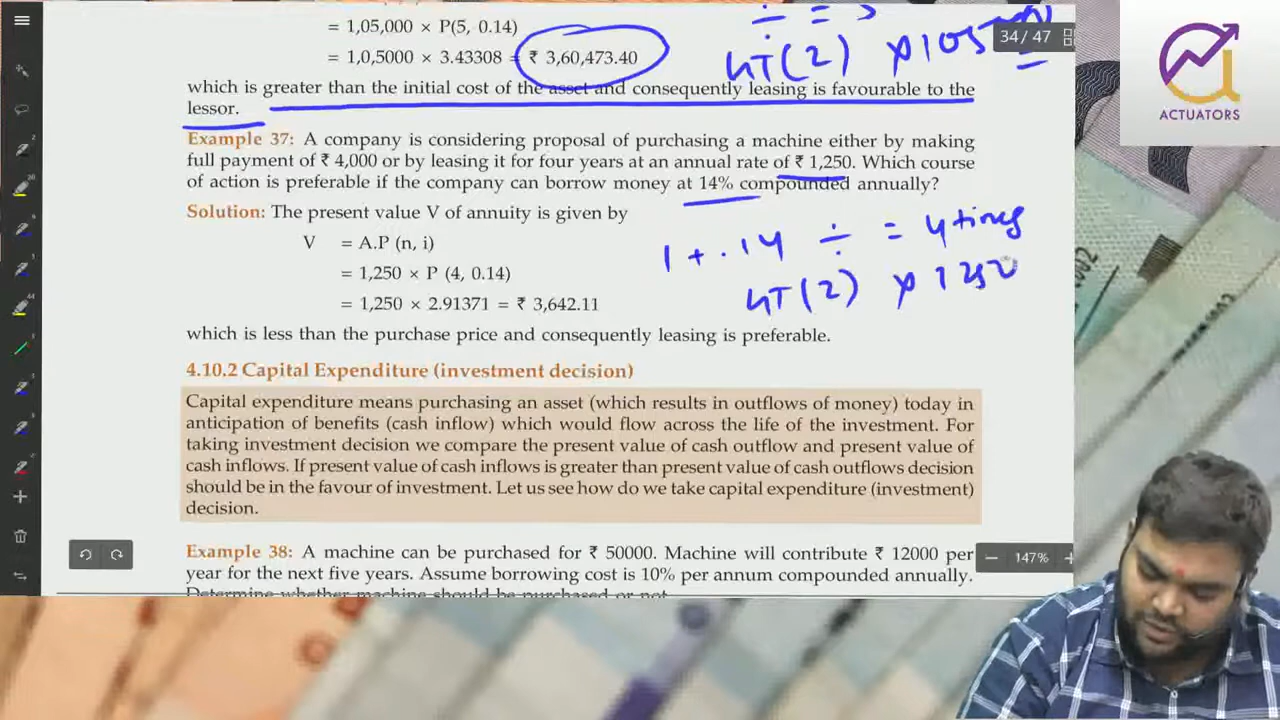 = 1,05,000 × P(5, 0.14)
= 1,0,5000 × 3.43308 = ₹ 3,60,473.40
÷ =
GT(2) × 105
34 / 47
which is greater than the initial cost of the asset and consequently leasing is favourable to the
lessor.
ACTUATORS
Example 37: A company is considering proposal of purchasing a machine either by making
full payment of ₹ 4,000 or by leasing it for four years at an annual rate of ₹ 1,250. Which course
of action is preferable if the company can borrow money at 14% compounded annually?
Solution: The present value V of annuity is given by
V = A.P (n, i)
= 1,250 × P (4, 0.14)
= 1,250 × 2.91371 = ₹ 3,642.11
1 + .14 ÷ = 4 times
GT(2) × 1250
which is less than the purchase price and consequently leasing is preferable.
4.10.2 Capital Expenditure (investment decision)
Capital expenditure means purchasing an asset (which results in outflows of money) today in
anticipation of benefits (cash inflow) which would flow across the life of the investment. For
taking investment decision we compare the present value of cash outflow and present value of
cash inflows. If present value of cash inflows is greater than present value of cash outflows decision
should be in the favour of investment. Let us see how do we take capital expenditure (investment)
decision.
Example 38: A machine can be purchased for ₹ 50000. Machine will contribute ₹ 12000 per
year for the next five years. Assume borrowing cost is 10% per annum compounded annually.
Determine whether machine should be purchased or not.
− 147% +